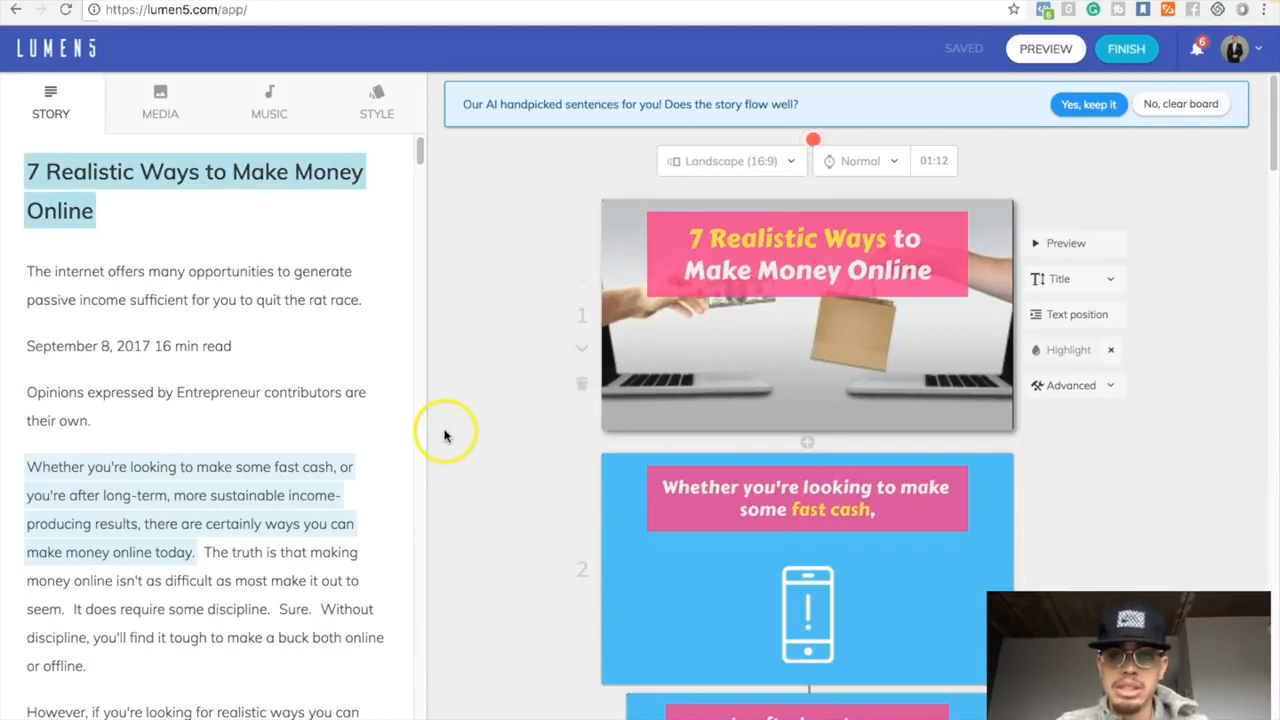 https://lumen5.com/app/
6
LUMEN5
SAVED
PREVIEW
FINISH
6
STORY
MEDIA
MUSIC
STYLE
Our AI handpicked sentences for you! Does the story flow well?
Yes, keep it
No, clear board
Landscape (16:9)
Normal
01:12
7 Realistic Ways to Make Money
Online
The internet offers many opportunities to generate
passive income sufficient for you to quit the rat race.
September 8, 2017 16 min read
Opinions expressed by Entrepreneur contributors are
their own.
Whether you're looking to make some fast cash, or
you're after long-term, more sustainable income-
producing results, there are certainly ways you can
make money online today. The truth is that making
money online isn't as difficult as most make it out to
seem. It does require some discipline. Sure. Without
discipline, you'll find it tough to make a buck both online
or offline.
However, if you're looking for realistic ways you can
1
7 Realistic Ways to
Make Money Online
Preview
Title
Text position
Highlight
Advanced
2
Whether you're looking to make
some fast cash,